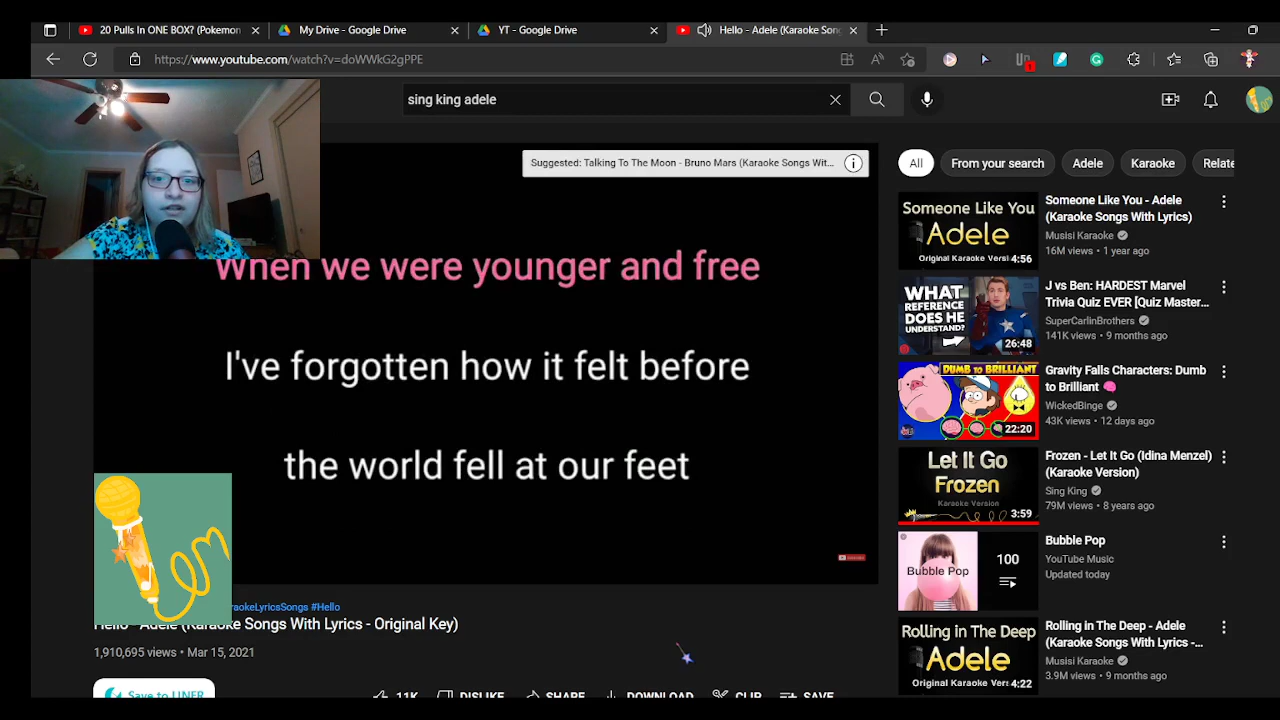 20 Pulls In ONE BOX? (Pokemon
My Drive - Google Drive
YT - Google Drive
Hello - Adele (Karaoke Song
https://www.youtube.com/watch?v=doWWkG2gPPE
1
sing king adele
Suggested: Talking To The Moon - Bruno Mars (Karaoke Songs Wit...
When we were younger and free
I've forgotten how it felt before
the world fell at our feet
raokeLyricsSongs #Hello
Hello - Adele (Karaoke Songs With Lyrics - Original Key)
1,910,695 views • Mar 15, 2021
Save to UNER
11K
DISLIKE
SHARE
DOWNLOAD
CLIP
SAVE
All
From your search
Adele
Karaoke
Relate
Someone Like You
Adele
Original Karaoke Versi
4:56
Someone Like You - Adele
(Karaoke Songs With Lyrics)
Musisi Karaoke
16M views • 1 year ago
WHAT
REFERENCE
DOES HE
UNDERSTAND?
26:48
J vs Ben: HARDEST Marvel
Trivia Quiz EVER [Quiz Master...
SuperCarlinBrothers
141K views • 9 months ago
DUMB TO BRILLIANT
22:20
Gravity Falls Characters: Dumb
to Brilliant 🧠
WickedBinge
43K views • 12 days ago
Let It Go
Frozen
Karaoke Version
3:59
Frozen - Let It Go (Idina Menzel)
(Karaoke Version)
Sing King
79M views • 8 years ago
Bubble Pop
100
Bubble Pop
YouTube Music
Updated today
Rolling in The Deep
Adele
Original Karaoke Ver
4:22
Rolling in The Deep - Adele
(Karaoke Songs With Lyrics -...
Musisi Karaoke
3.9M views • 9 months ago